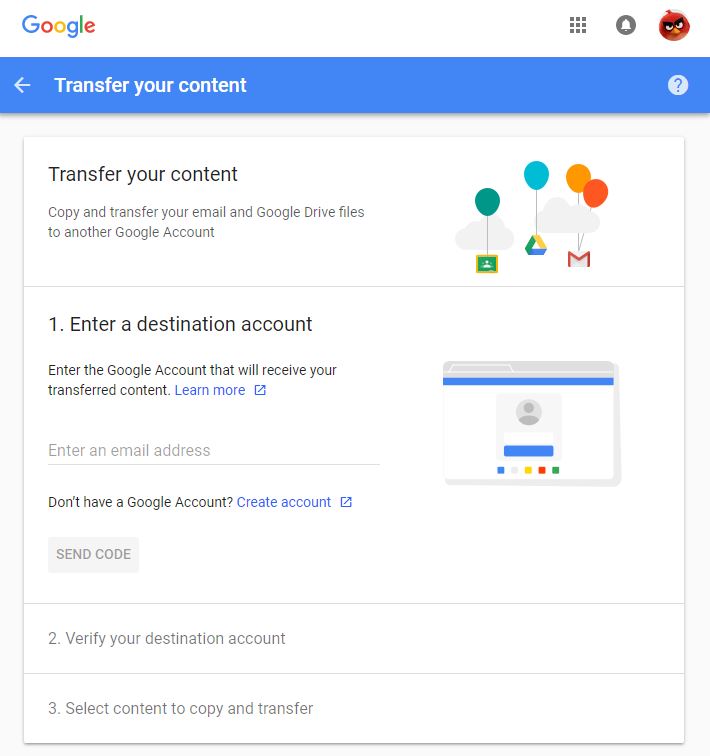 Google
Transfer your content
?
Transfer your content
Copy and transfer your email and Google Drive files
to another Google Account
1. Enter a destination account
Enter the Google Account that will receive your
transferred content. Learn more
Enter an email address
Don't have a Google Account? Create account
SEND CODE
2. Verify your destination account
3. Select content to copy and transfer